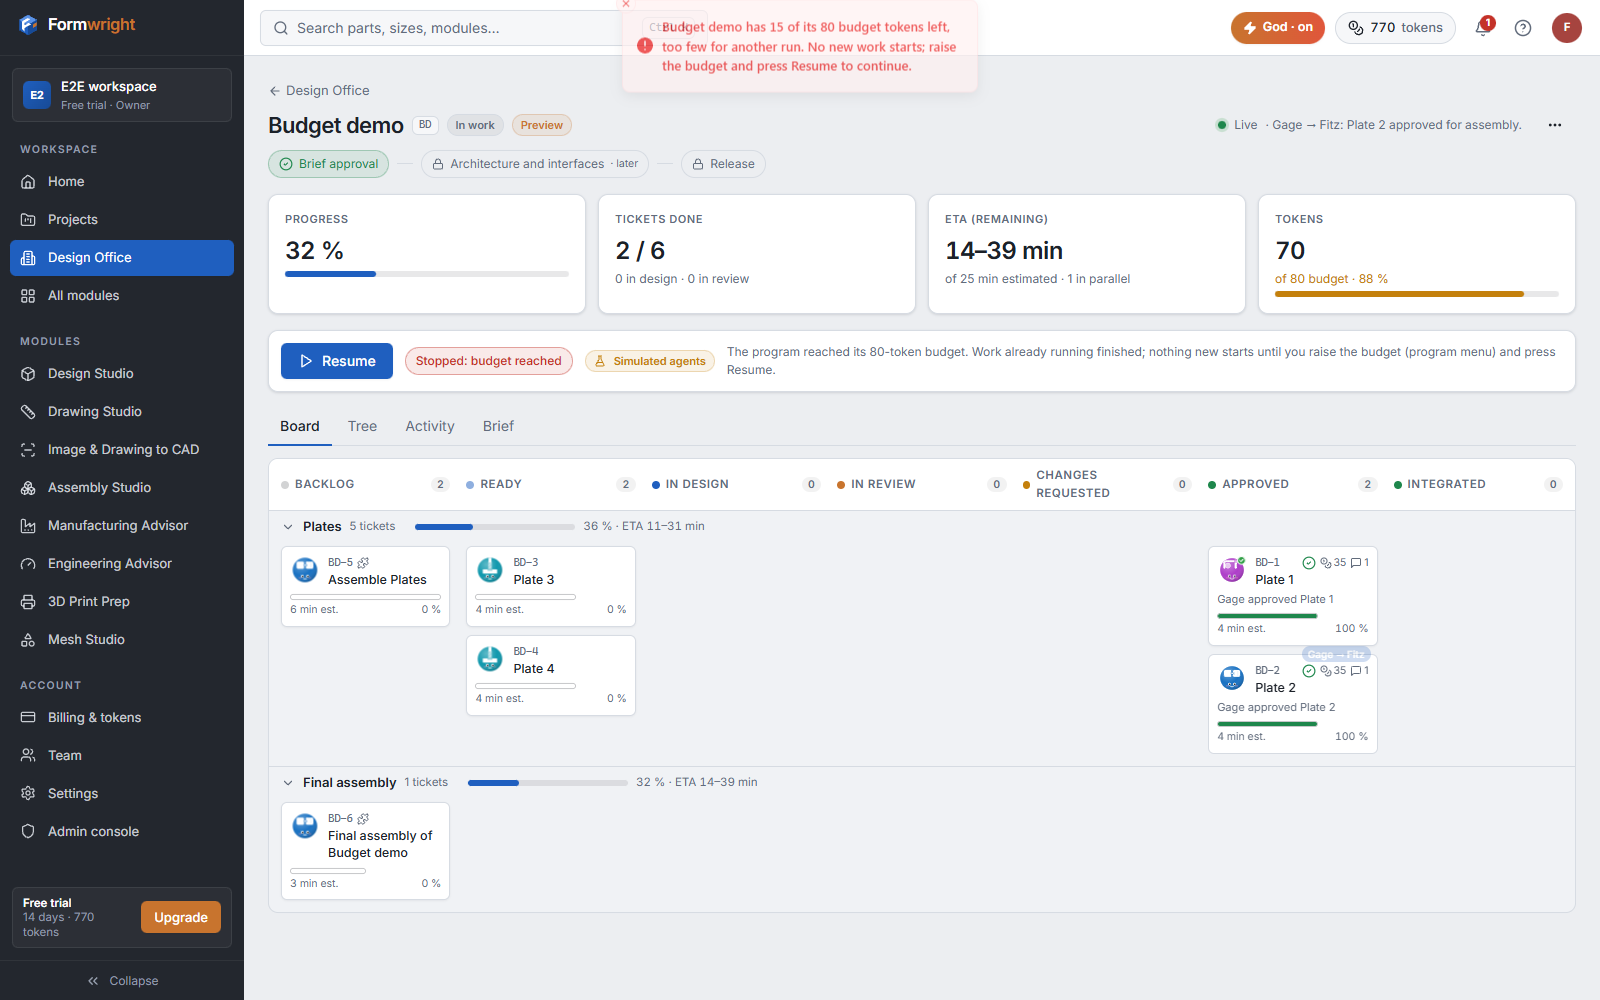 Formwright
Search parts, sizes, modules...
Budget demo has 15 of its 80 budget tokens left,
too few for another run. No new work starts; raise
the budget and press Resume to continue.
God · on
770 tokens
1
F
E2
E2E workspace
Free trial · Owner
WORKSPACE
Home
Projects
Design Office
All modules
MODULES
Design Studio
Drawing Studio
Image & Drawing to CAD
Assembly Studio
Manufacturing Advisor
Engineering Advisor
3D Print Prep
Mesh Studio
ACCOUNT
Billing & tokens
Team
Settings
Admin console
Free trial
14 days · 770
tokens
Upgrade
Collapse
Design Office
Budget demo
BD
In work
Preview
Live · Gage → Fitz: Plate 2 approved for assembly.
Brief approval
Architecture and interfaces · later
Release
PROGRESS
32 %
TICKETS DONE
2 / 6
0 in design · 0 in review
ETA (REMAINING)
14–39 min
of 25 min estimated · 1 in parallel
TOKENS
70
of 80 budget · 88 %
Resume
Stopped: budget reached
Simulated agents
The program reached its 80-token budget. Work already running finished; nothing new starts until you raise the budget (program menu) and press
Resume.
Board
Tree
Activity
Brief
BACKLOG 2
READY 2
IN DESIGN 0
IN REVIEW 0
CHANGES
REQUESTED 0
APPROVED 2
INTEGRATED 0
Plates 5 tickets 36 % · ETA 11–31 min
BD-5
Assemble Plates
6 min est. 0 %
BD-3
Plate 3
4 min est. 0 %
BD-4
Plate 4
4 min est. 0 %
BD-1 35 1
Plate 1
Gage approved Plate 1
4 min est. 100 %
Gage → Fitz
BD-2 35 1
Plate 2
Gage approved Plate 2
4 min est. 100 %
Final assembly 1 tickets 32 % · ETA 14–39 min
BD-6
Final assembly of
Budget demo
3 min est. 0 %